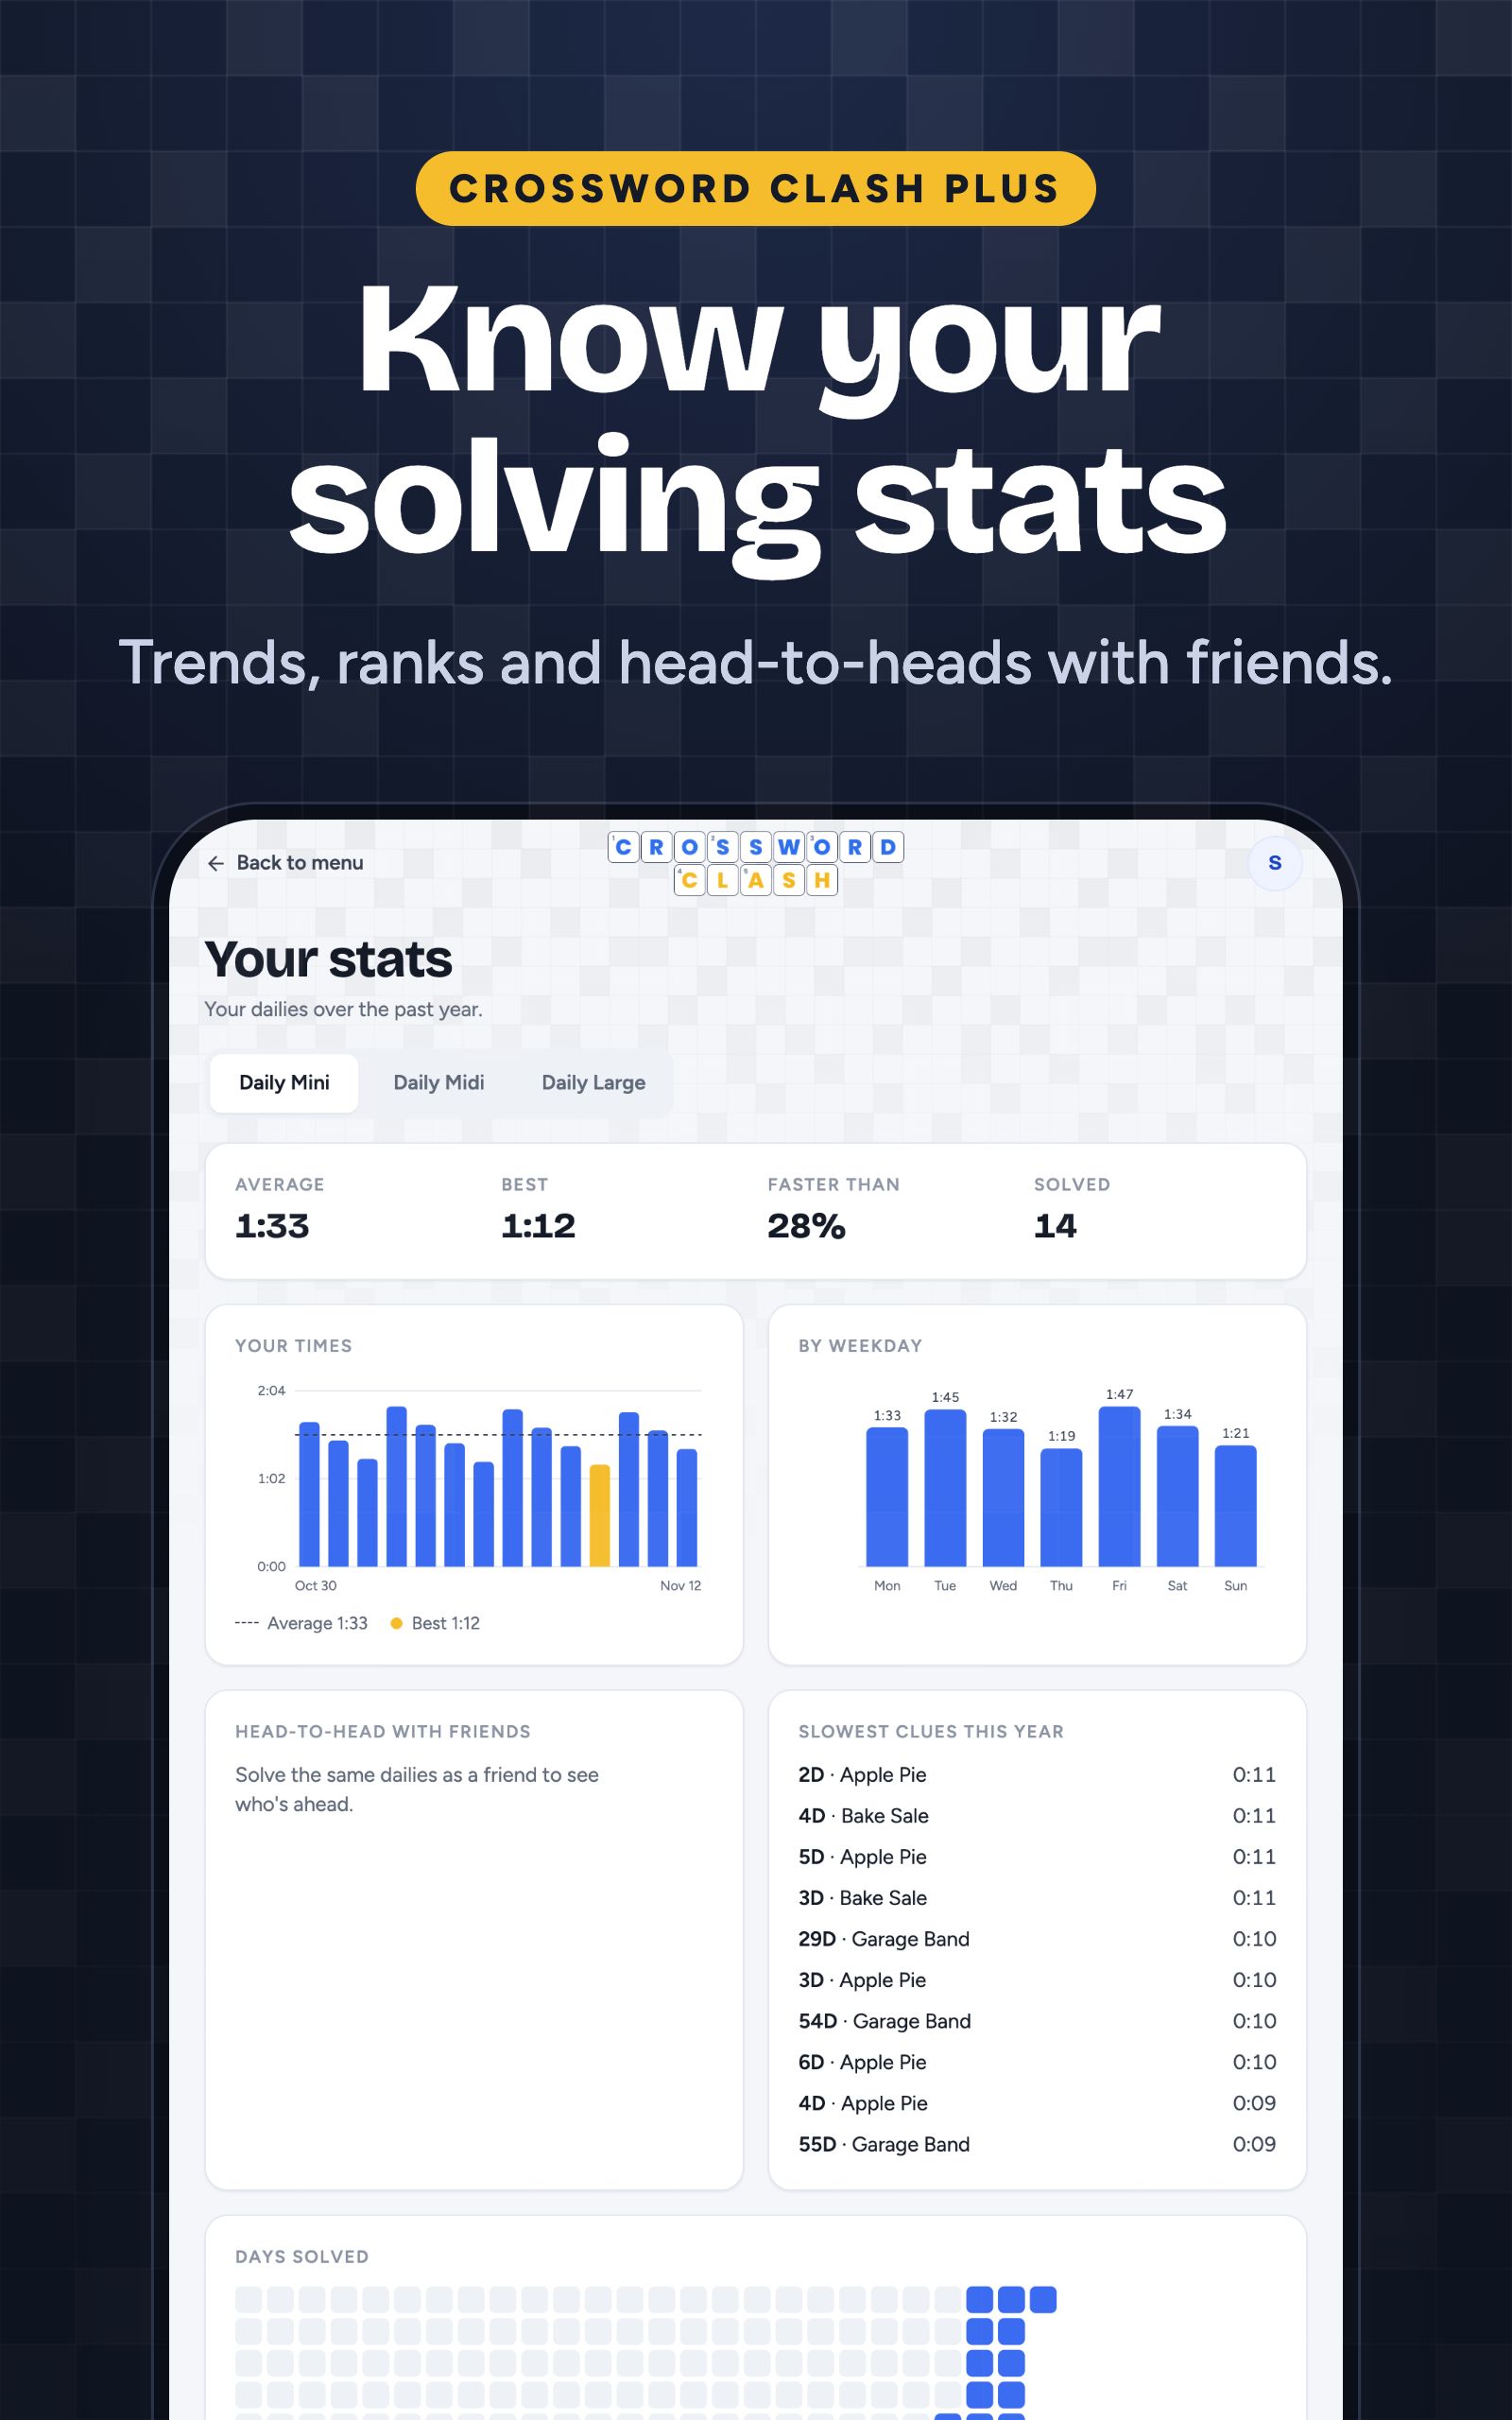 CROSSWORD CLASH PLUS
Know your
solving stats
Trends, ranks and head-to-heads with friends.
← Back to menu
1C R O 2S S W 3O R D
4C L 5A S H
S
Your stats
Your dailies over the past year.
Daily Mini Daily Midi Daily Large
AVERAGE BEST FASTER THAN SOLVED
1:33 1:12 28% 14
YOUR TIMES
2:04
1:02
0:00
Oct 30 Nov 12
Average 1:33 Best 1:12
BY WEEKDAY
1:33 1:45 1:32 1:19 1:47 1:34 1:21
Mon Tue Wed Thu Fri Sat Sun
HEAD-TO-HEAD WITH FRIENDS
Solve the same dailies as a friend to see
who's ahead.
SLOWEST CLUES THIS YEAR
2D · Apple Pie 0:11
4D · Bake Sale 0:11
5D · Apple Pie 0:11
3D · Bake Sale 0:11
29D · Garage Band 0:10
3D · Apple Pie 0:10
54D · Garage Band 0:10
6D · Apple Pie 0:10
4D · Apple Pie 0:09
55D · Garage Band 0:09
DAYS SOLVED